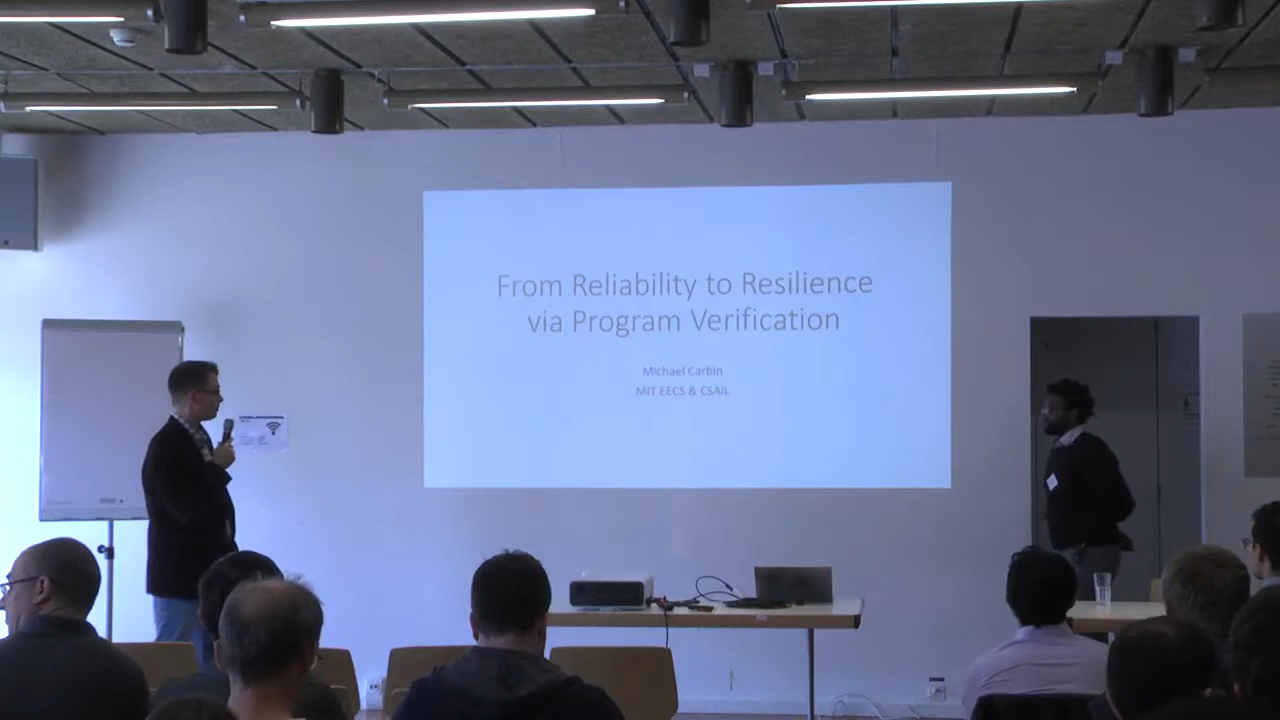 From Reliability to Resilience
via Program Verification
Michael Carbin
MIT EECS & CSAIL